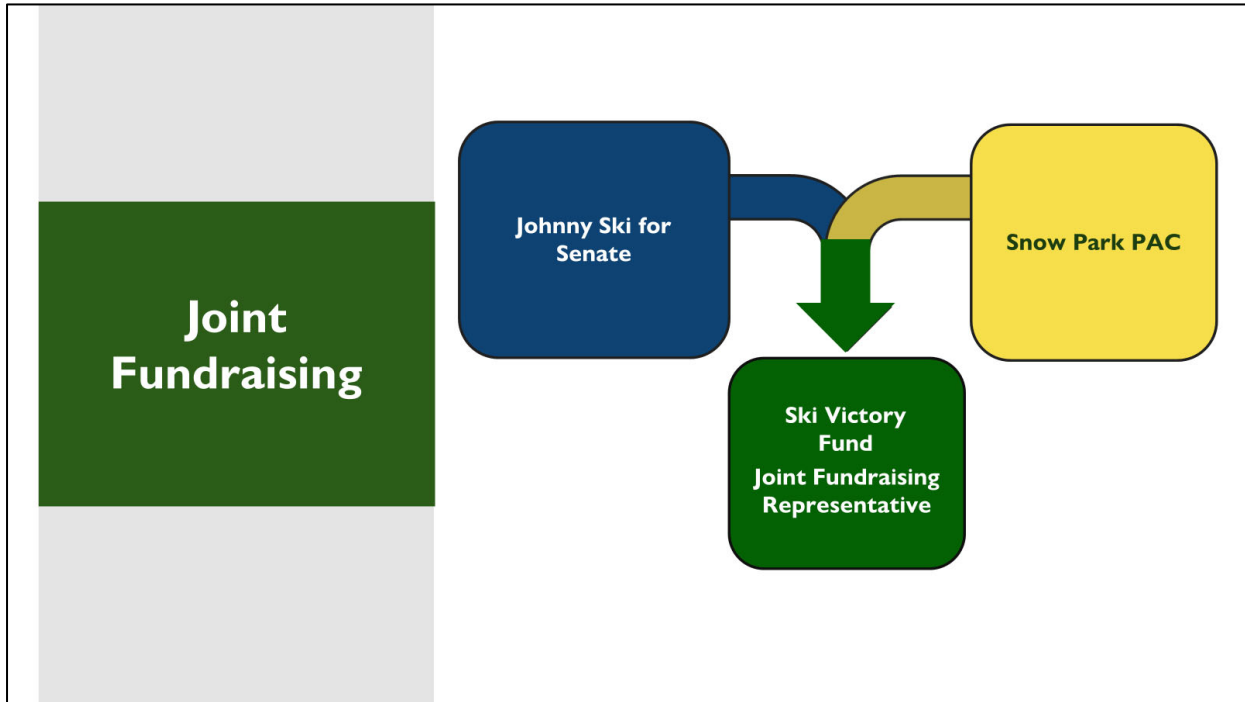 Joint
Fundraising
Johnny Ski for
Senate
Snow Park PAC
Ski Victory
Fund
Joint Fundraising
Representative